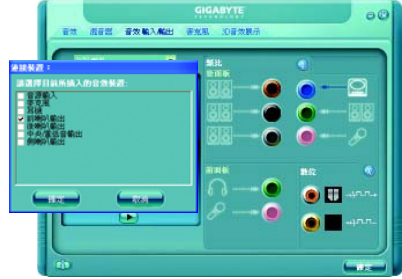 GIGABYTE
音效 混音器 音效輸入/輸出 麥克風 3D音效展示
連接裝置:
請選擇目前所插入的音效裝置:
音源輸入
麥克風
耳機
前喇叭輸出
後喇叭輸出
中央/重低音輸出
側喇叭輸出
確定 取消
類比
後面板
前面板
數位
確定